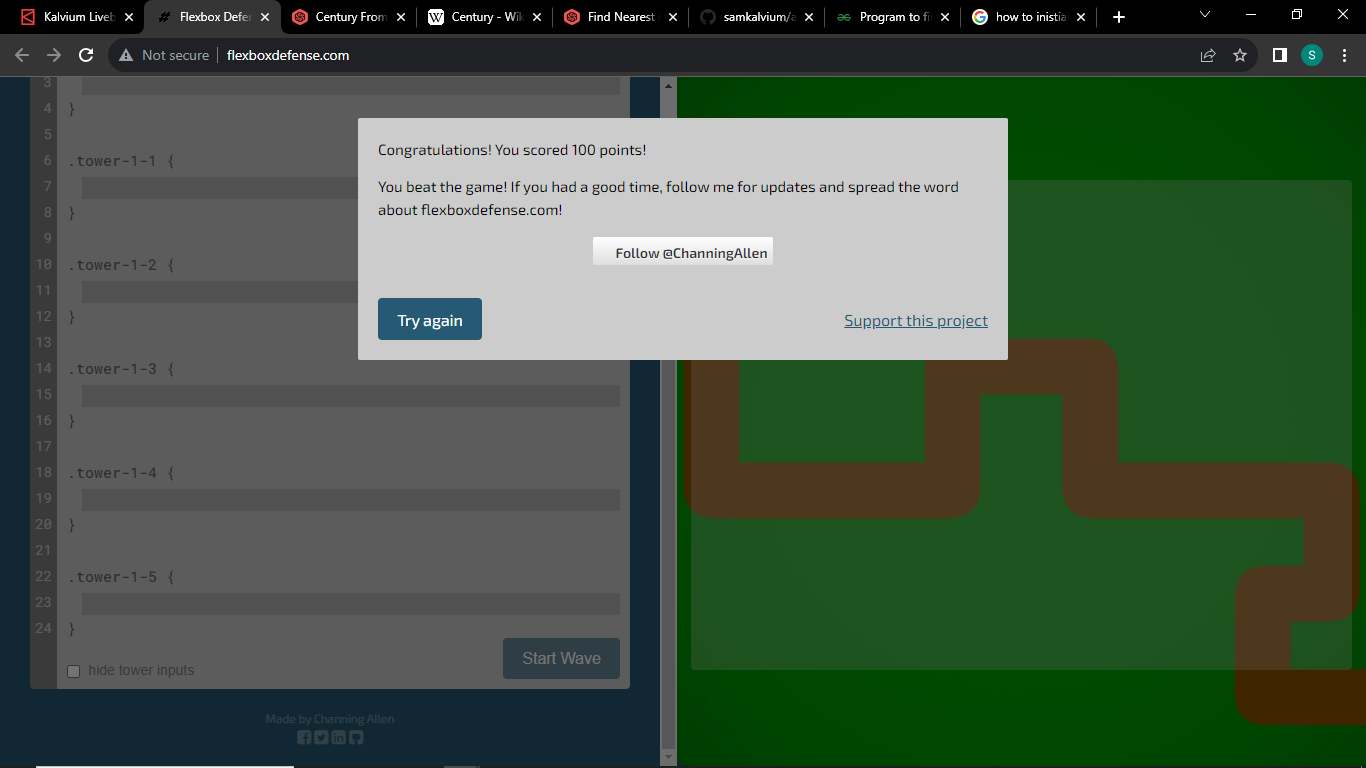 Kalvium Liveb
Flexbox Defen
Century From
Century - Wik
Find Nearest
samkalvium/a
Program to fi
how to inistia
Not secure
flexboxdefense.com
S
3
4 }
5
6 .tower-1-1 {
7
8 }
9
10 .tower-1-2 {
11
12 }
13
14 .tower-1-3 {
15
16 }
17
18 .tower-1-4 {
19
20 }
21
22 .tower-1-5 {
23
24 }
hide tower inputs
Start Wave
Made by Channing Allen
Congratulations! You scored 100 points!
You beat the game! If you had a good time, follow me for updates and spread the word
about flexboxdefense.com!
Follow @ChanningAllen
Try again
Support this project